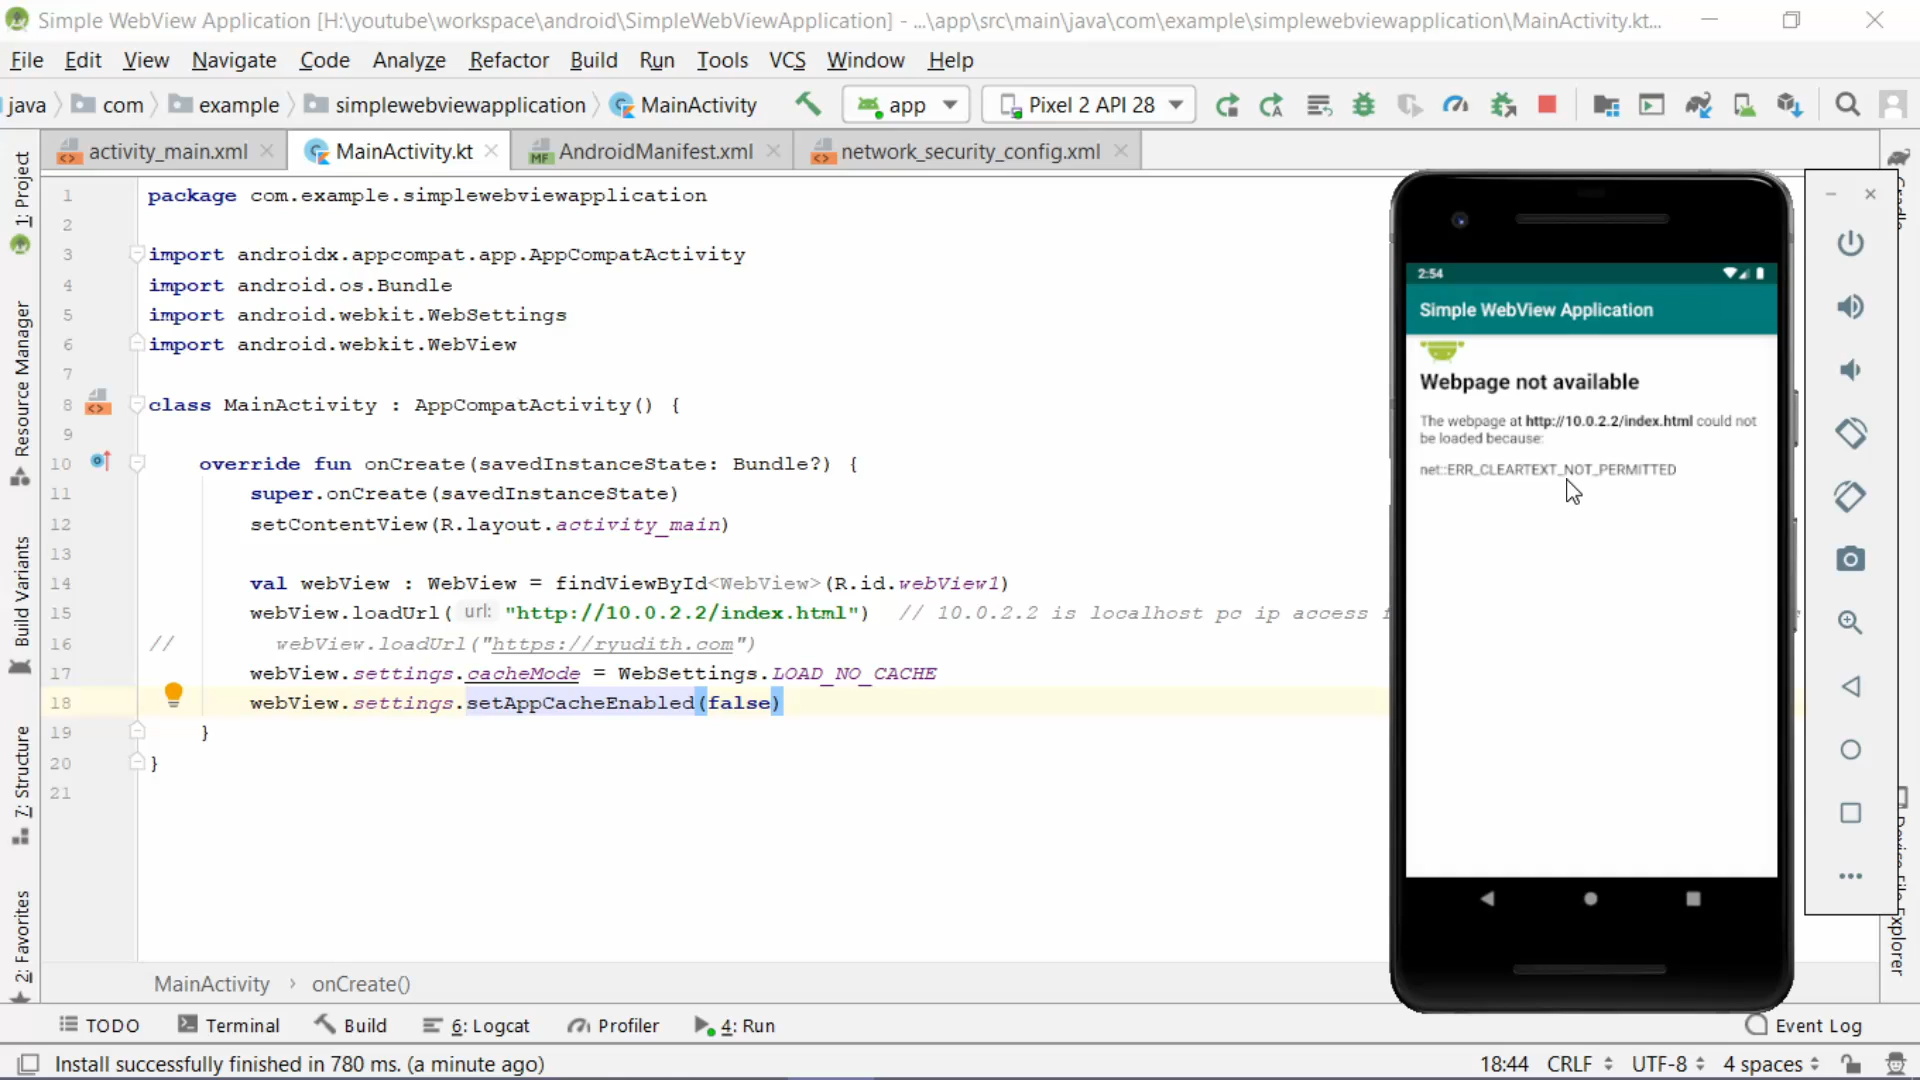 Simple WebView Application [H:\youtube\workspace\android\SimpleWebViewApplication] - ...\app\src\main\java\com\example\simplewebviewapplication\MainActivity.kt...
File Edit View Navigate Code Analyze Refactor Build Run Tools VCS Window Help
java com example simplewebviewapplication MainActivity app Pixel 2 API 28
activity_main.xml MainActivity.kt AndroidManifest.xml network_security_config.xml
1 package com.example.simplewebviewapplication
2
3 import androidx.appcompat.app.AppCompatActivity
4 import android.os.Bundle
5 import android.webkit.WebSettings
6 import android.webkit.WebView
7
8 class MainActivity : AppCompatActivity() {
9
10 override fun onCreate(savedInstanceState: Bundle?) {
11 super.onCreate(savedInstanceState)
12 setContentView(R.layout.activity_main)
13
14 val webView : WebView = findViewById<WebView>(R.id.webView1)
15 webView.loadUrl( url: "http://10.0.2.2/index.html") // 10.0.2.2 is localhost pc ip access
16 // webView.loadUrl("https://ryudith.com")
17 webView.settings.cacheMode = WebSettings.LOAD_NO_CACHE
18 webView.settings.setAppCacheEnabled(false)
19 }
20 }
21
1: Project
Resource Manager
Build Variants
7: Structure
2: Favorites
2:54
Simple WebView Application
Webpage not available
The webpage at http://10.0.2.2/index.html could not
be loaded because:
net::ERR_CLEARTEXT_NOT_PERMITTED
Explorer
MainActivity › onCreate()
TODO Terminal Build 6: Logcat Profiler 4: Run Event Log
Install successfully finished in 780 ms. (a minute ago) 18:44 CRLF UTF-8 4 spaces